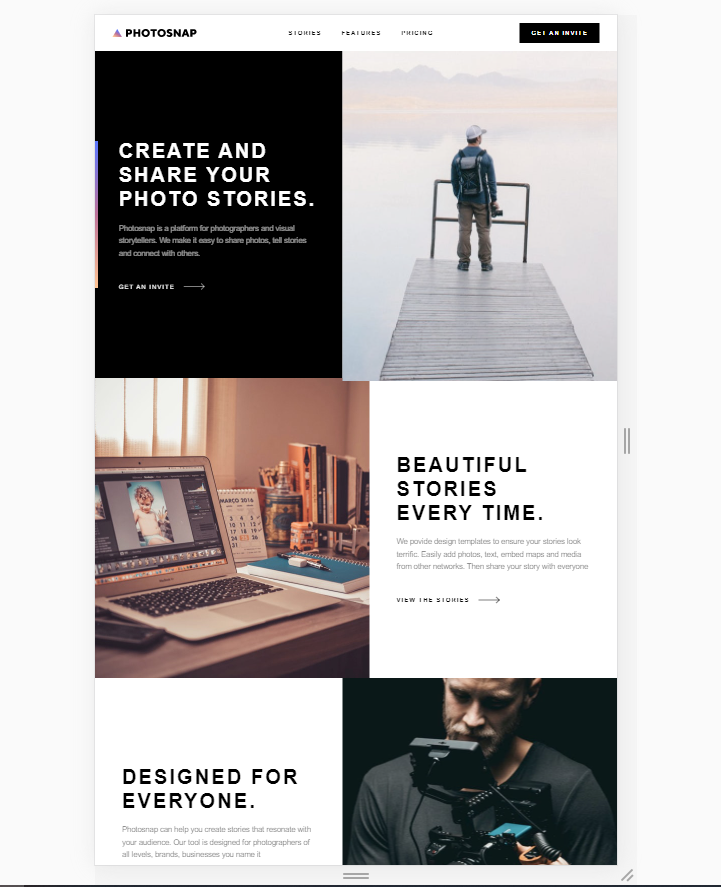 PHOTOSNAP
STORIES FEATURES PRICING
GET AN INVITE
CREATE AND
SHARE YOUR
PHOTO STORIES.
Photosnap is a platform for photographers and visual
storytellers. We make it easy to share photos, tell stories
and connect with others.
GET AN INVITE
MARÇO 2016
BEAUTIFUL
STORIES
EVERY TIME.
We povide design templates to ensure your stories look
terrific. Easily add photos, text, embed maps and media
from other networks. Then share your story with everyone
VIEW THE STORIES
DESIGNED FOR
EVERYONE.
Photosnap can help you create stories that resonate with
your audience. Our tool is designed for photographers of
all levels, brands, businesses you name it